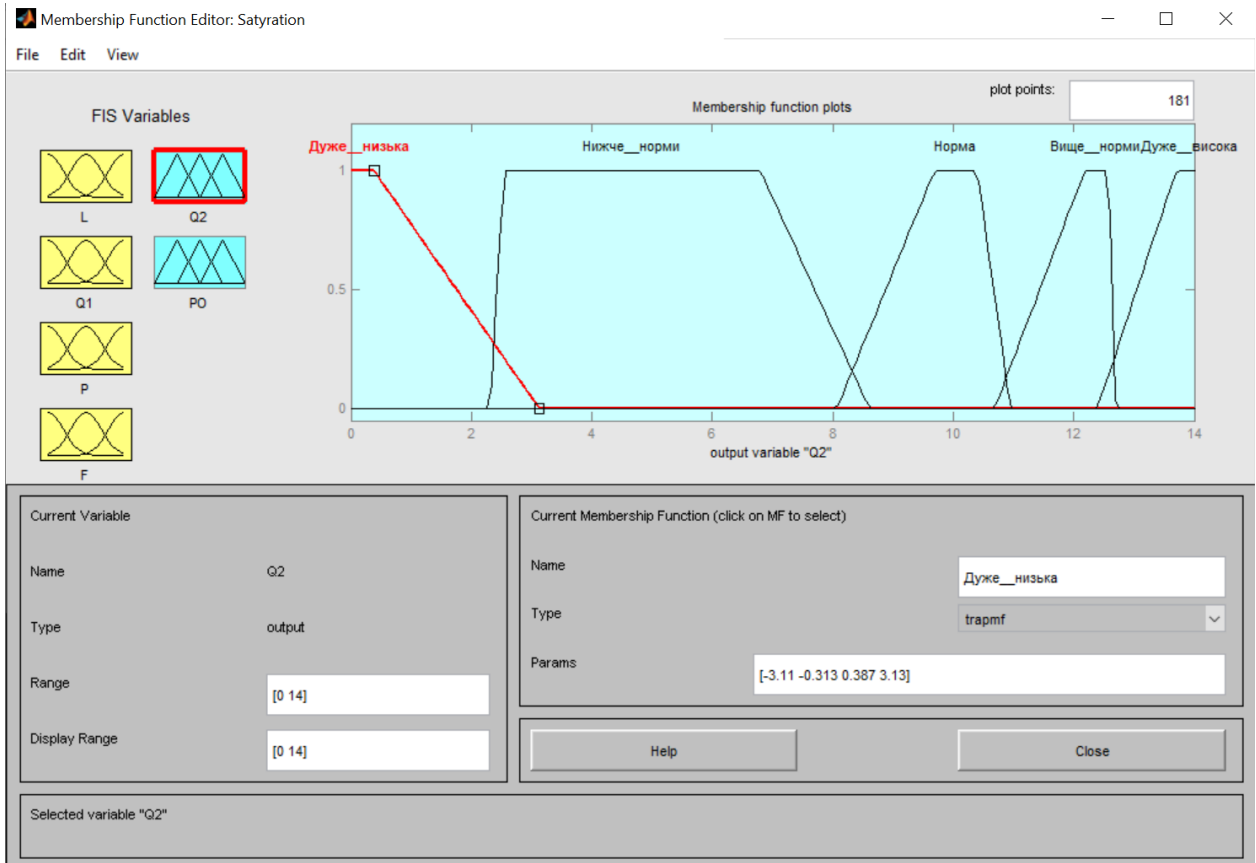 Membership Function Editor: Satyration
File Edit View
FIS Variables
L
Q2
Q1
PO
P
F
plot points:
181
Membership function plots
Дуже__низька
Нижче__норми
Норма
Вище__норми
Дуже__висока
1
0.5
0
0 2 4 6 8 10 12 14
output variable "Q2"
Current Variable
Name Q2
Type output
Range [0 14]
Display Range [0 14]
Current Membership Function (click on MF to select)
Name Дуже__низька
Type trapmf
Params [-3.11 -0.313 0.387 3.13]
Help Close
Selected variable "Q2"